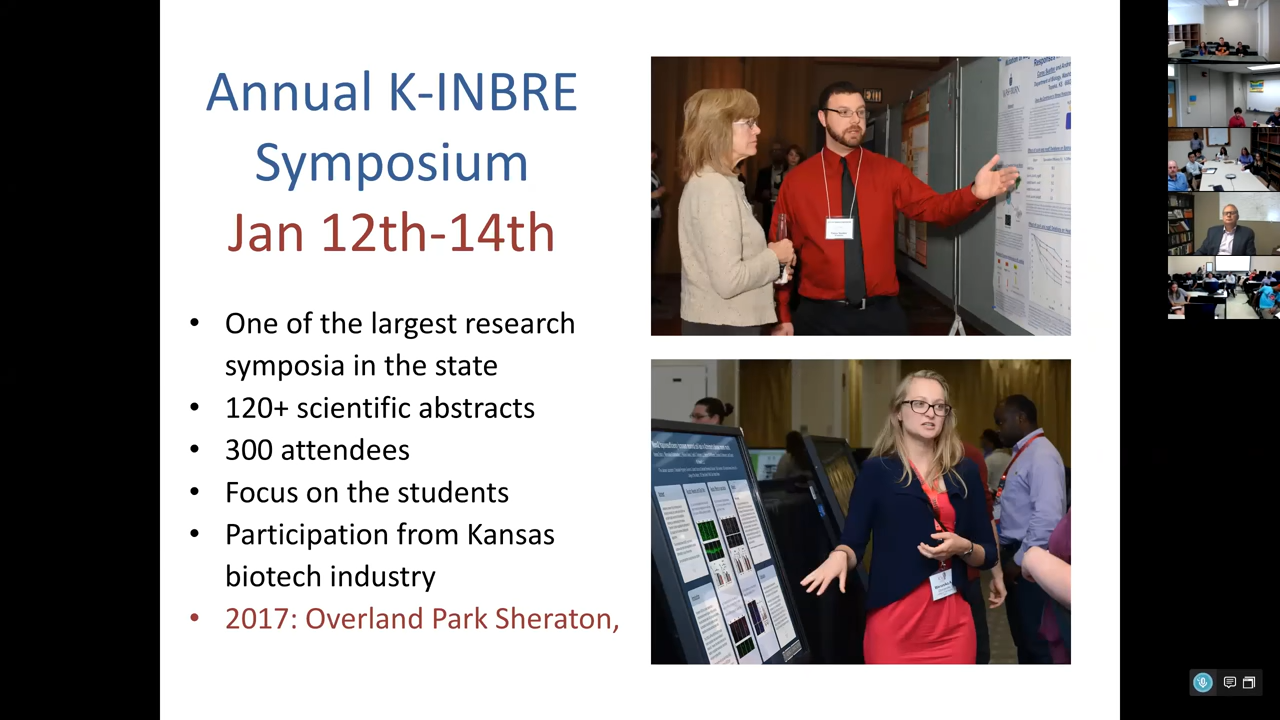 Annual K-INBRE
Symposium
Jan 12th-14th
• One of the largest research
symposia in the state
• 120+ scientific abstracts
• 300 attendees
• Focus on the students
• Participation from Kansas
biotech industry
• 2017: Overland Park Sheraton,